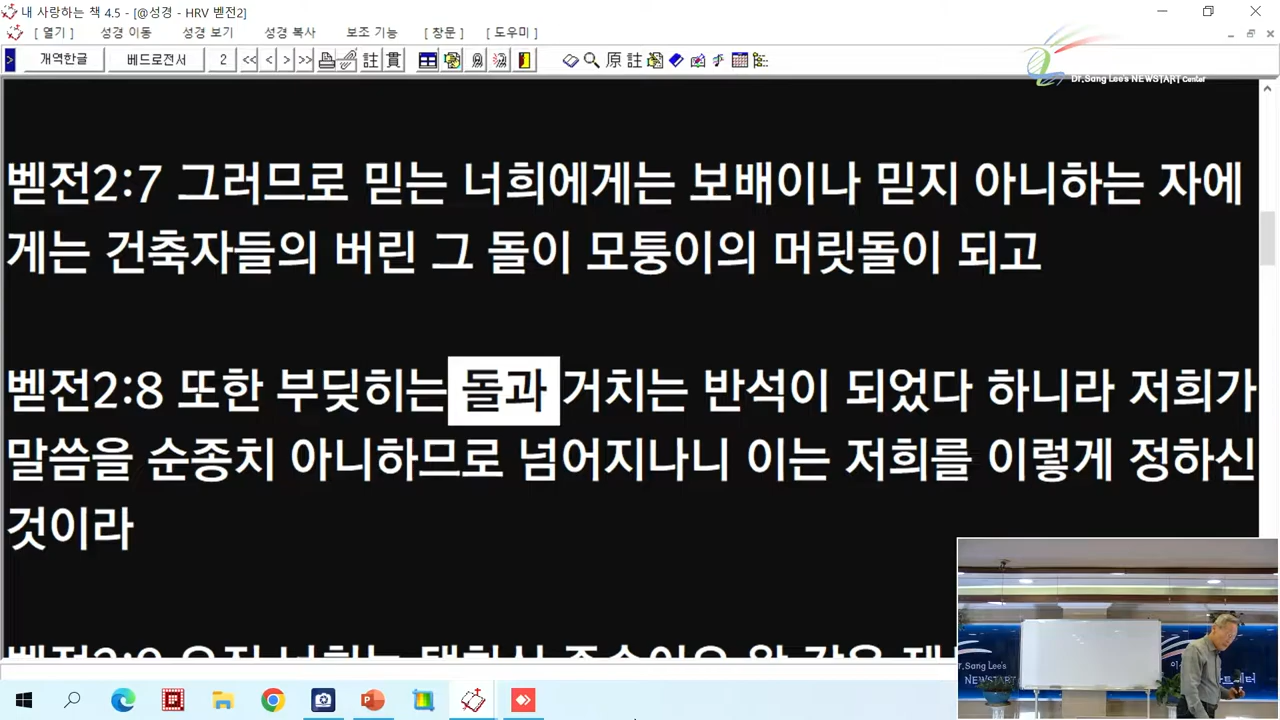 내 사랑하는 책 4.5 - [@성경 - HRV 벧전2]
[ 열기 ] 성경 이동 성경 보기 성경 복사 보조 기능 [ 창문 ] [ 도우미 ]
개역한글 베드로전서 2 << < > >> 註 貫 原 註
Dr.Sang Lee's NEWSTART Center
벧전2:7 그러므로 믿는 너희에게는 보배이나 믿지 아니하는 자에
게는 건축자들의 버린 그 돌이 모퉁이의 머릿돌이 되고
벧전2:8 또한 부딪히는 돌과 거치는 반석이 되었다 하니라 저희가
말씀을 순종치 아니하므로 넘어지나니 이는 저희를 이렇게 정하신
것이라
Dr.Sang Lee's
NEWSTART